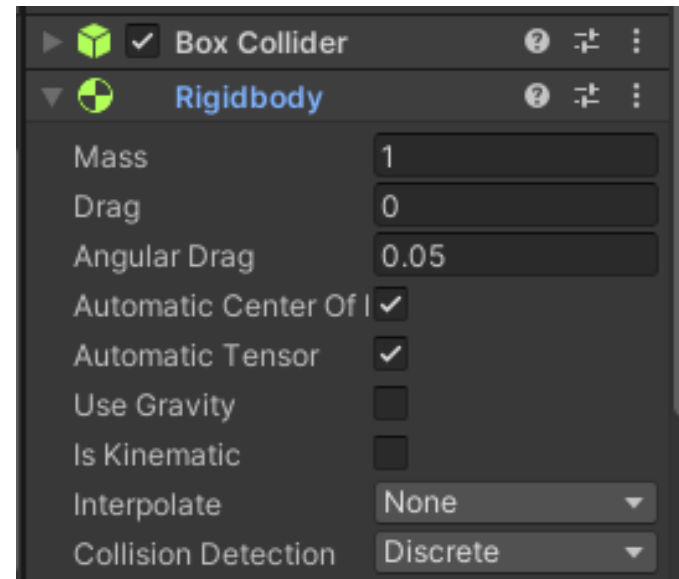 Box Collider
Rigidbody
Mass 1
Drag 0
Angular Drag 0.05
Automatic Center Of
Automatic Tensor
Use Gravity
Is Kinematic
Interpolate None
Collision Detection Discrete